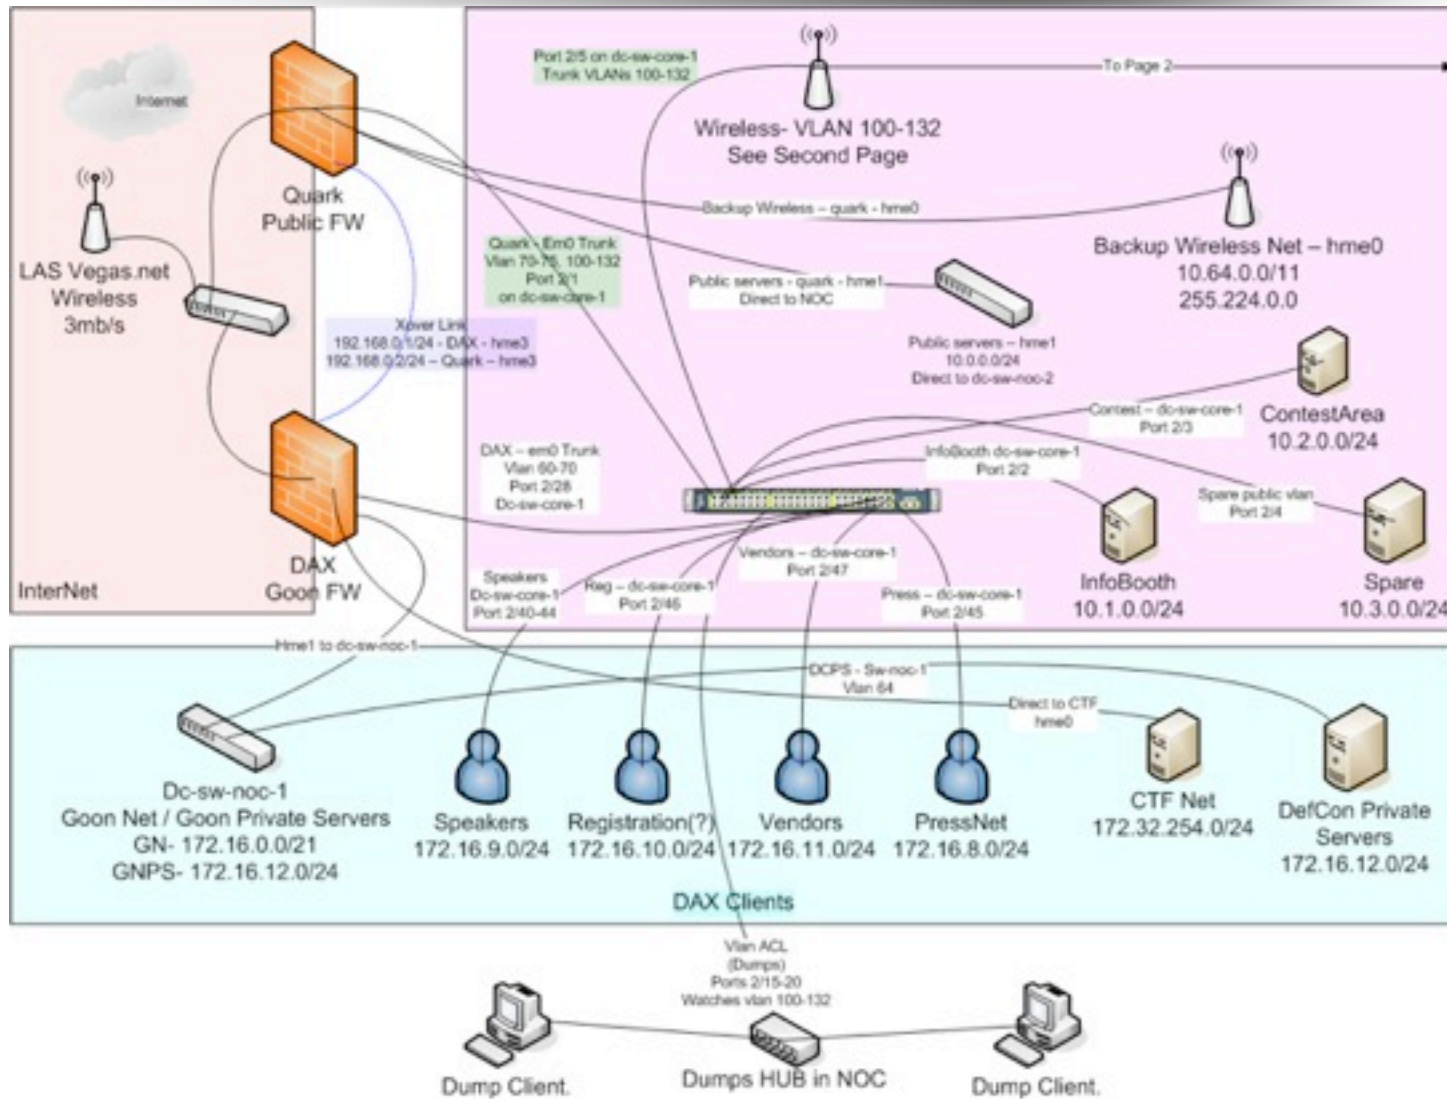 Internet
Quark
Public FW
LAS Vegas.net
Wireless
3mb/s
Xover Link
192.168.0.1/24 - DAX - hme3
192.168.0.2/24 – Quark – hme3
DAX
Goon FW
InterNet
Port 2/5 on dc-sw-core-1
Trunk VLANs 100-132
To Page 2
Wireless- VLAN 100-132
See Second Page
Backup Wireless – quark - hme0
Backup Wireless Net – hme0
10.64.0.0/11
255.224.0.0
Quark - Em0 Trunk
Vlan 70-75, 100-132
Port 2/1
on dc-sw-core-1
Public servers - quark - hme1
Direct to NOC
Public servers – hme1
10.0.0.0/24
Direct to dc-sw-noc-2
Contest – dc-sw-core-1
Port 2/3
ContestArea
10.2.0.0/24
DAX – em0 Trunk
Vlan 60-70
Port 2/28
Dc-sw-core-1
InfoBooth dc-sw-core-1
Port 2/2
Spare public vlan
Port 2/4
InfoBooth
10.1.0.0/24
Spare
10.3.0.0/24
Speakers
Dc-sw-core-1
Port 2/40-44
Reg – dc-sw-core-1
Port 2/46
Vendors – dc-sw-core-1
Port 2/47
Press – dc-sw-core-1
Port 2/45
Hme1 to dc-sw-noc-1
DCPS - Sw-noc-1
Vlan 64
Direct to CTF
hme0
Dc-sw-noc-1
Goon Net / Goon Private Servers
GN- 172.16.0.0/21
GNPS- 172.16.12.0/24
Speakers
172.16.9.0/24
Registration(?)
172.16.10.0/24
Vendors
172.16.11.0/24
PressNet
172.16.8.0/24
CTF Net
172.32.254.0/24
DefCon Private
Servers
172.16.12.0/24
DAX Clients
Vlan ACL
(Dumps)
Ports 2/15-20
Watches vlan 100-132
Dump Client.
Dumps HUB in NOC
Dump Client.